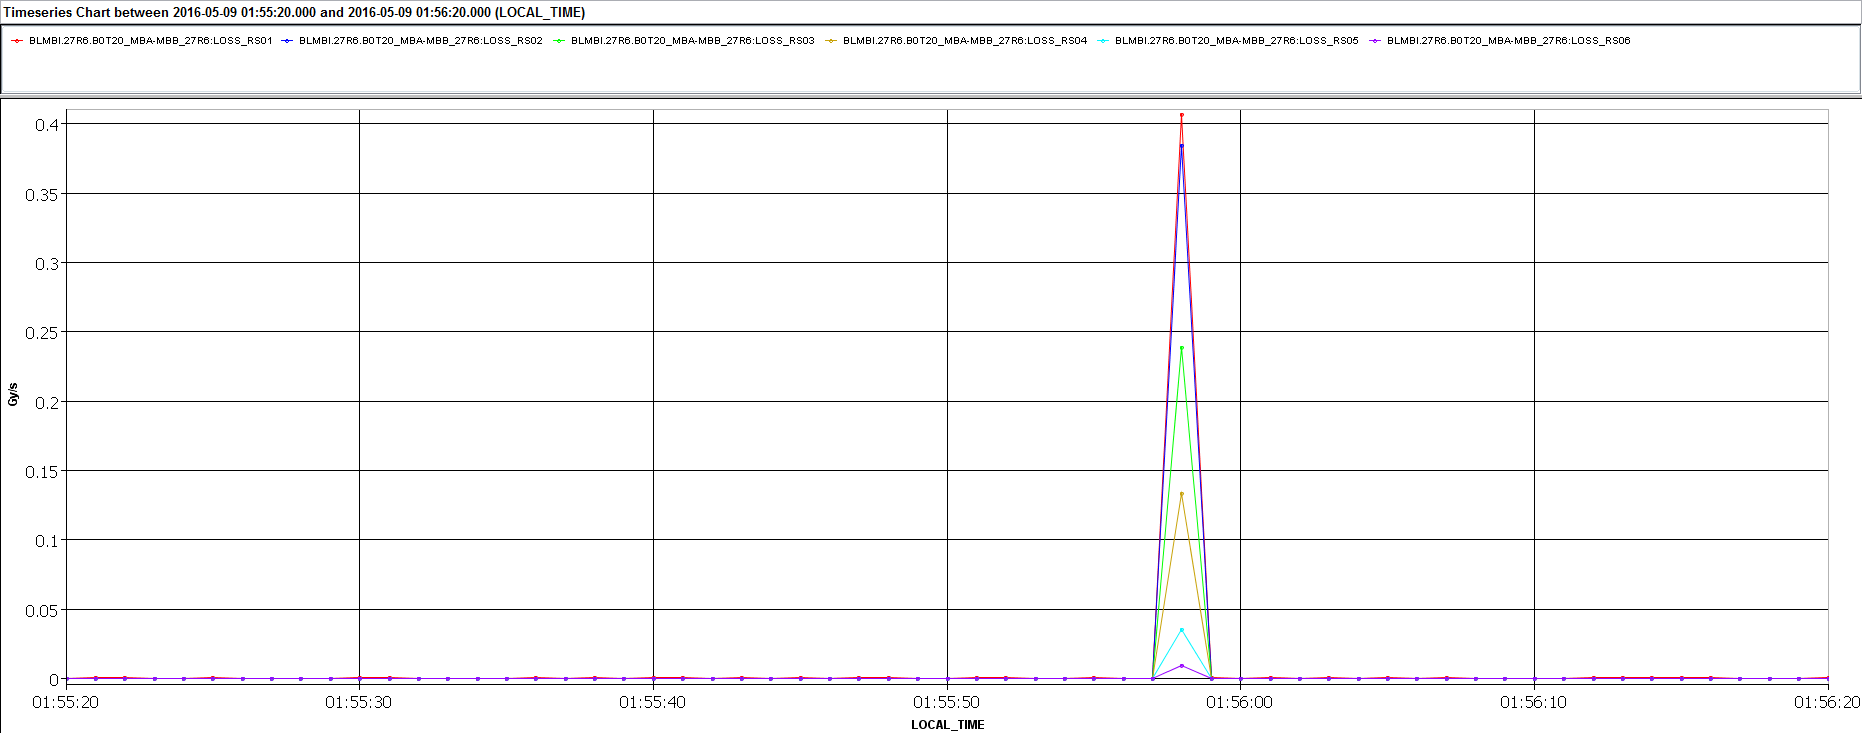 Timeseries Chart between 2016-05-09 01:55:20.000 and 2016-05-09 01:56:20.000 (LOCAL_TIME)
BLMBI.27R6.B0T20_MBA-MBB_27R6:LOSS_RS01 BLMBI.27R6.B0T20_MBA-MBB_27R6:LOSS_RS02 BLMBI.27R6.B0T20_MBA-MBB_27R6:LOSS_RS03 BLMBI.27R6.B0T20_MBA-MBB_27R6:LOSS_RS04 BLMBI.27R6.B0T20_MBA-MBB_27R6:LOSS_RS05 BLMBI.27R6.B0T20_MBA-MBB_27R6:LOSS_RS06
0.4
0.35
0.3
0.25
0.2
0.15
0.1
0.05
0
Gy/s
01:55:20 01:55:30 01:55:40 01:55:50 01:56:00 01:56:10 01:56:20
LOCAL_TIME